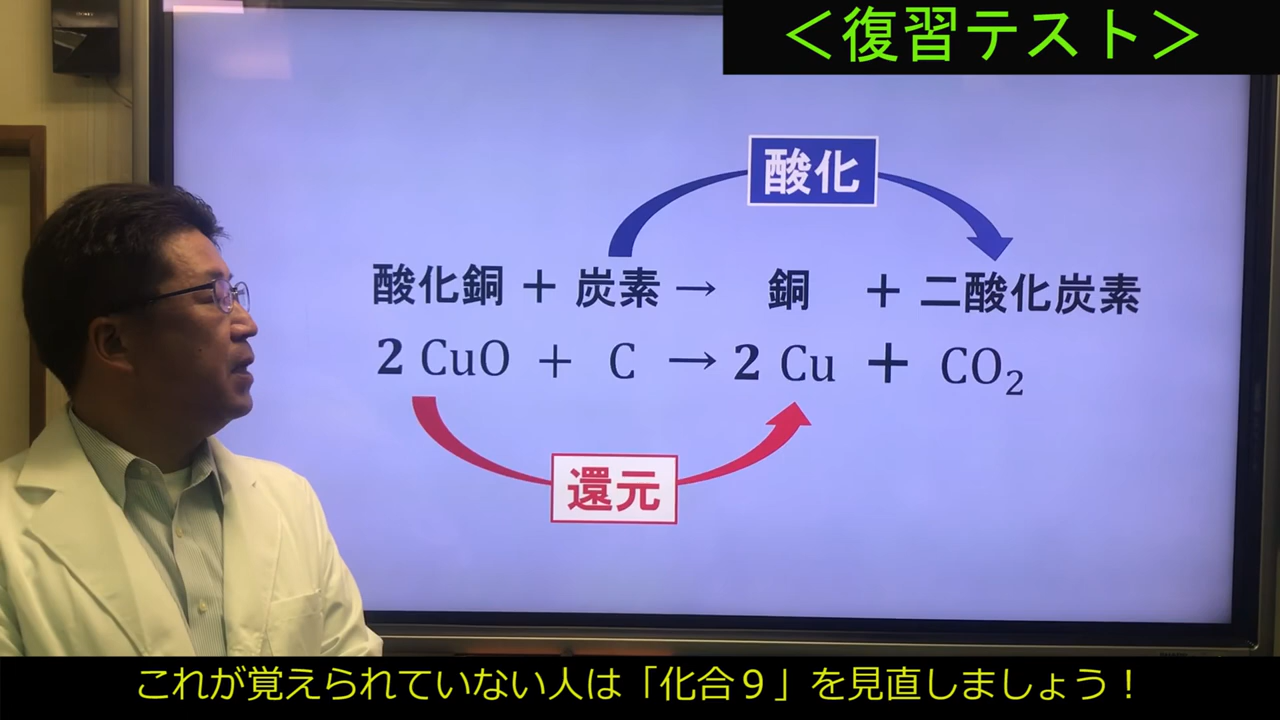 ＜復習テスト＞
酸化
酸化銅 + 炭素 → 銅 + 二酸化炭素
2 CuO + C → 2 Cu + CO₂
還元
これが覚えられていない人は「化合９」を見直しましょう！